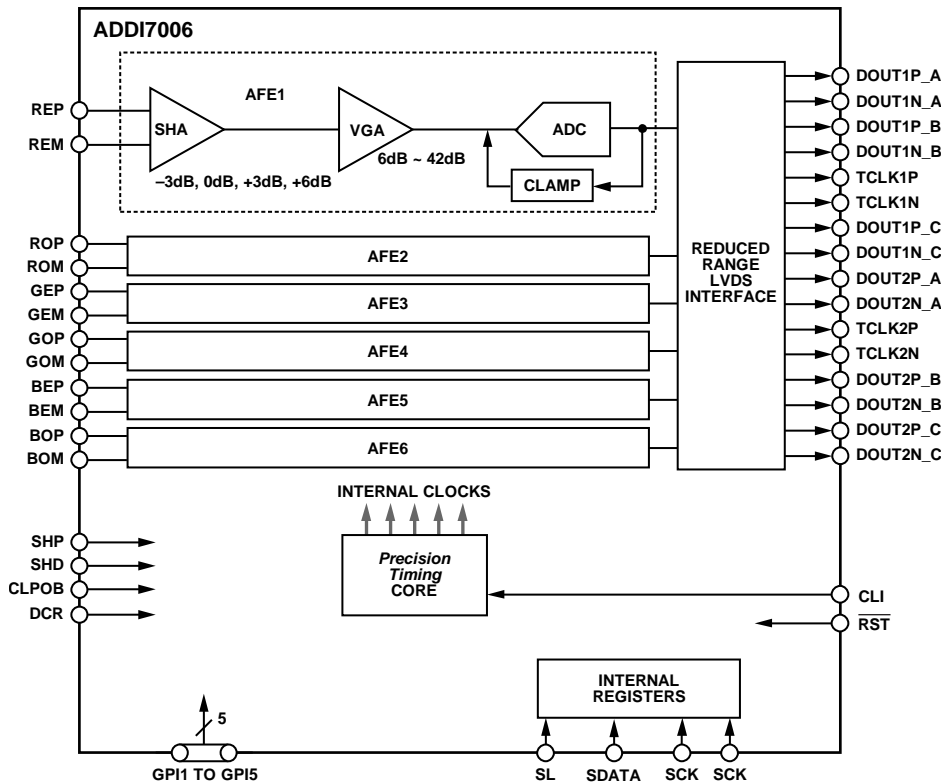 ADDI7006
AFE1
REP
REM
SHA
VGA
ADC
–3dB, 0dB, +3dB, +6dB
6dB ~ 42dB
CLAMP
ROP
ROM
GEP
GEM
GOP
GOM
BEP
BEM
BOP
BOM
AFE2
AFE3
AFE4
AFE5
AFE6
REDUCED
RANGE
LVDS
INTERFACE
DOUT1P_A
DOUT1N_A
DOUT1P_B
DOUT1N_B
TCLK1P
TCLK1N
DOUT1P_C
DOUT1N_C
DOUT2P_A
DOUT2N_A
TCLK2P
TCLK2N
DOUT2P_B
DOUT2N_B
DOUT2P_C
DOUT2N_C
INTERNAL CLOCKS
Precision
Timing
CORE
SHP
SHD
CLPOB
DCR
CLI
RST
INTERNAL
REGISTERS
5
GPI1 TO GPI5
SL
SDATA
SCK
SCK